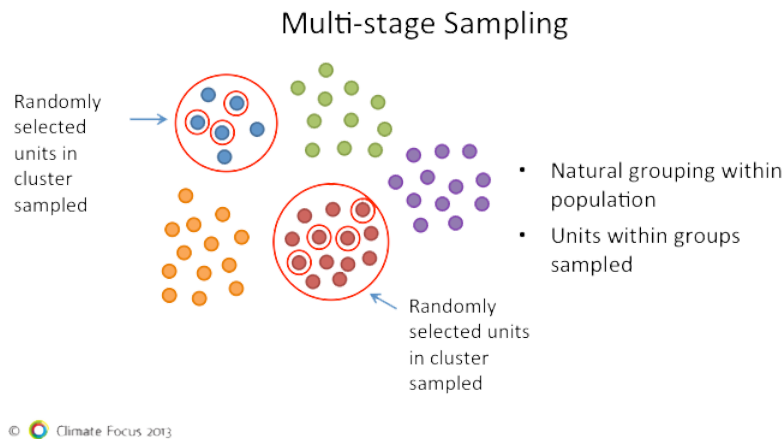 Multi-stage Sampling
Randomly
selected
units in
cluster
sampled
• Natural grouping within
population
• Units within groups
sampled
Randomly
selected units
in cluster
sampled
© Climate Focus 2013